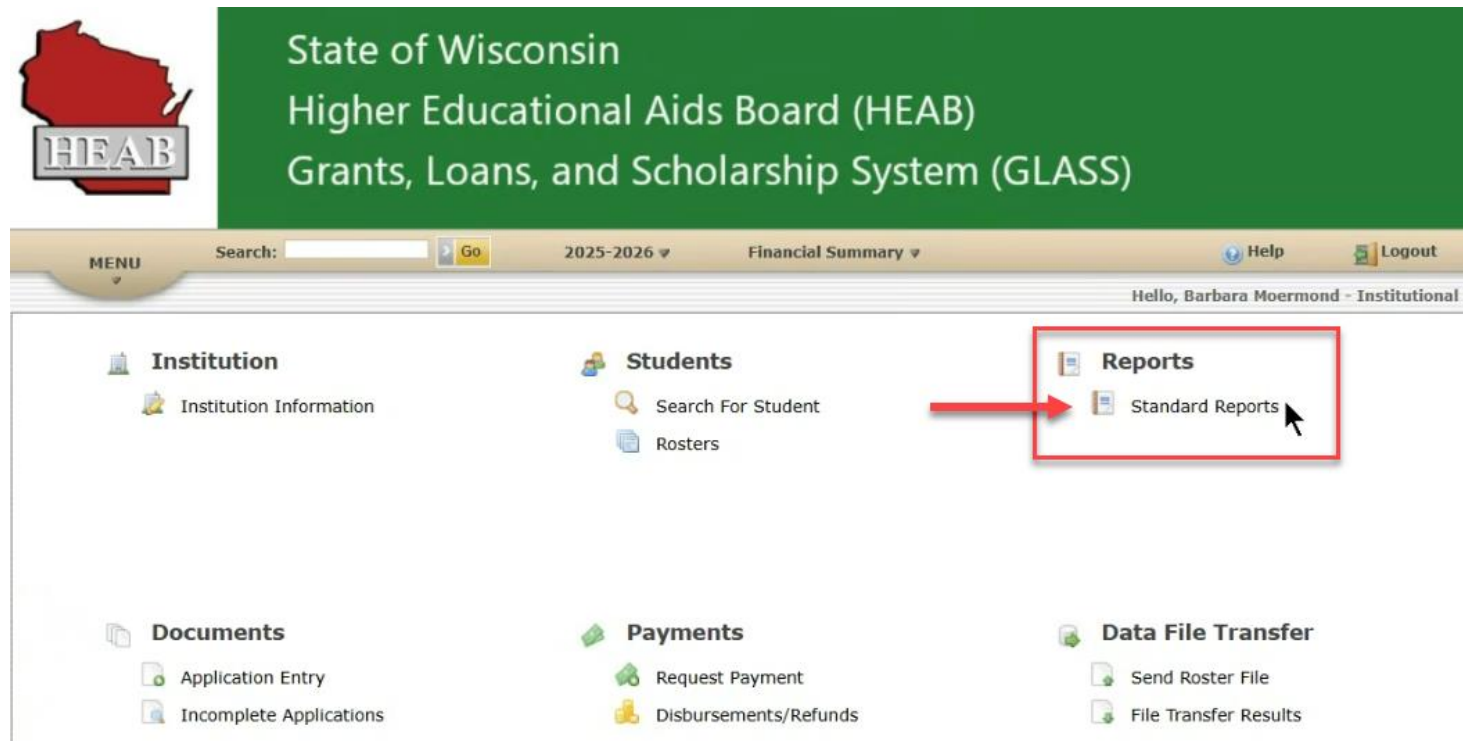 HEAB
State of Wisconsin
Higher Educational Aids Board (HEAB)
Grants, Loans, and Scholarship System (GLASS)
MENU
Search:
Go
2025-2026
Financial Summary
Help
Logout
Hello, Barbara Moermond - Institutional
Institution
Institution Information
Students
Search For Student
Rosters
Reports
Standard Reports
Documents
Application Entry
Incomplete Applications
Payments
Request Payment
Disbursements/Refunds
Data File Transfer
Send Roster File
File Transfer Results